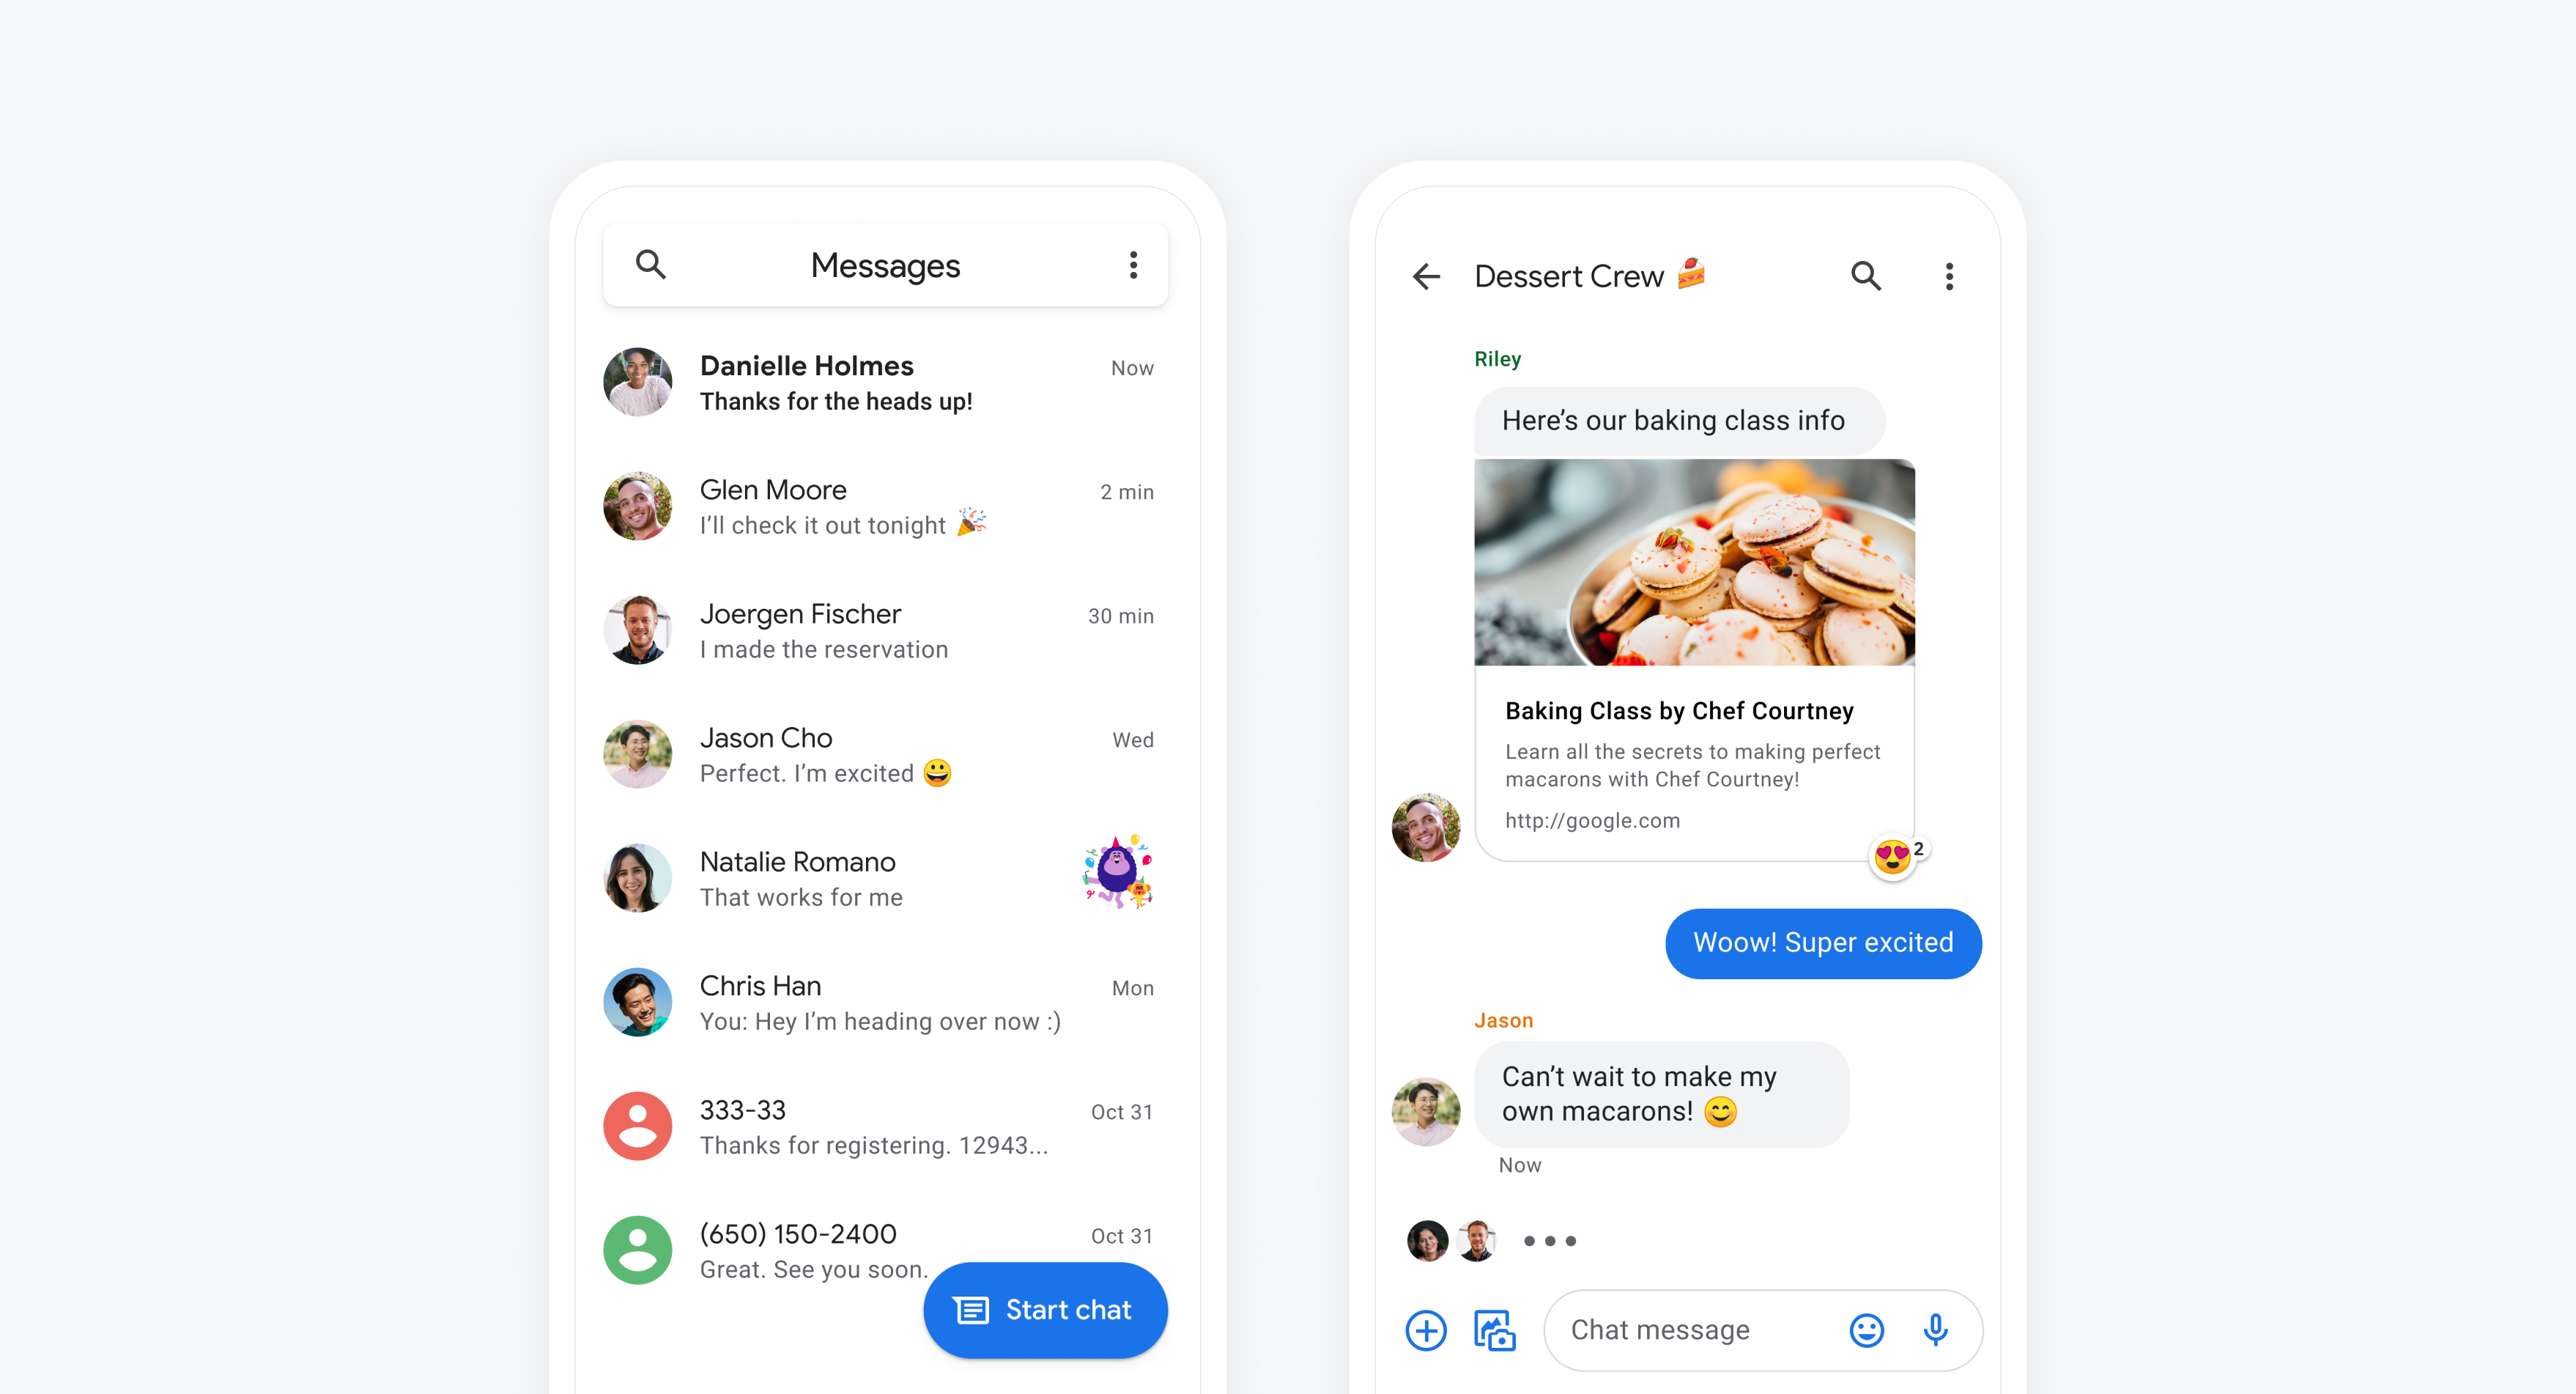 Messages
Danielle Holmes
Now
Thanks for the heads up!
Glen Moore
2 min
I’ll check it out tonight 🎉
Joergen Fischer
30 min
I made the reservation
Jason Cho
Wed
Perfect. I’m excited 😀
Natalie Romano
That works for me
Chris Han
Mon
You: Hey I’m heading over now :)
333-33
Oct 31
Thanks for registering. 12943...
(650) 150-2400
Oct 31
Great. See you soon.
Start chat
Dessert Crew 🍰
Riley
Here’s our baking class info
Baking Class by Chef Courtney
Learn all the secrets to making perfect
macarons with Chef Courtney!
http://google.com
😍 2
Woow! Super excited
Jason
Can’t wait to make my
own macarons! 😊
Now
Chat message